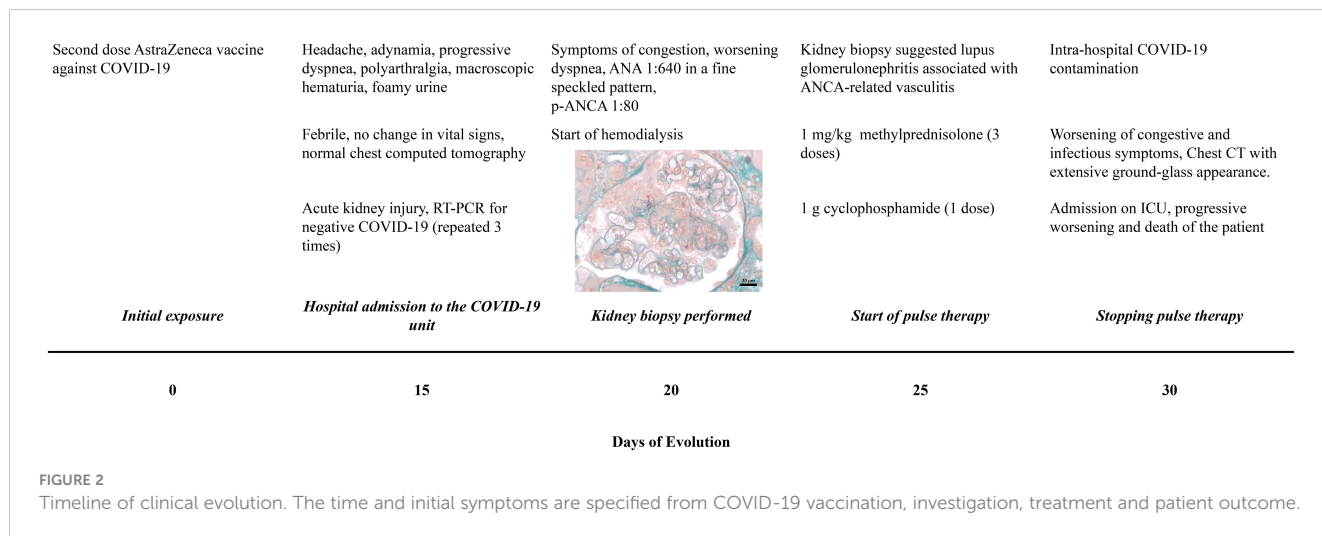 Second dose AstraZeneca vaccine
against COVID-19
Headache, adynamia, progressive
dyspnea, polyarthralgia, macroscopic
hematuria, foamy urine
Febrile, no change in vital signs,
normal chest computed tomography
Acute kidney injury, RT-PCR for
negative COVID-19 (repeated 3
times)
Symptoms of congestion, worsening
dyspnea, ANA 1:640 in a fine
speckled pattern,
p-ANCA 1:80
Start of hemodialysis
20 µm
Kidney biopsy suggested lupus
glomerulonephritis associated with
ANCA-related vasculitis
1 mg/kg methylprednisolone (3
doses)
1 g cyclophosphamide (1 dose)
Intra-hospital COVID-19
contamination
Worsening of congestive and
infectious symptoms, Chest CT with
extensive ground-glass appearance.
Admission on ICU, progressive
worsening and death of the patient
Initial exposure
Hospital admission to the COVID-19
unit
Kidney biopsy performed
Start of pulse therapy
Stopping pulse therapy
0
15
20
25
30
Days of Evolution
FIGURE 2
Timeline of clinical evolution. The time and initial symptoms are specified from COVID-19 vaccination, investigation, treatment and patient outcome.